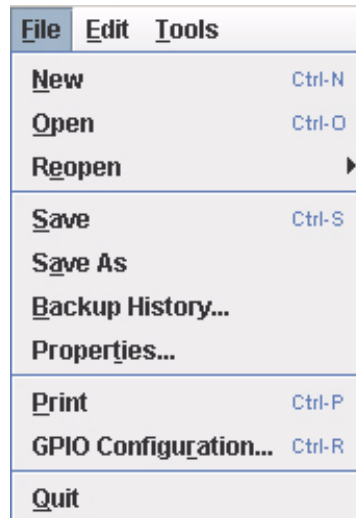 File Edit Tools
New Ctrl-N
Open Ctrl-O
Reopen
Save Ctrl-S
Save As
Backup History...
Properties...
Print Ctrl-P
GPIO Configuration... Ctrl-R
Quit